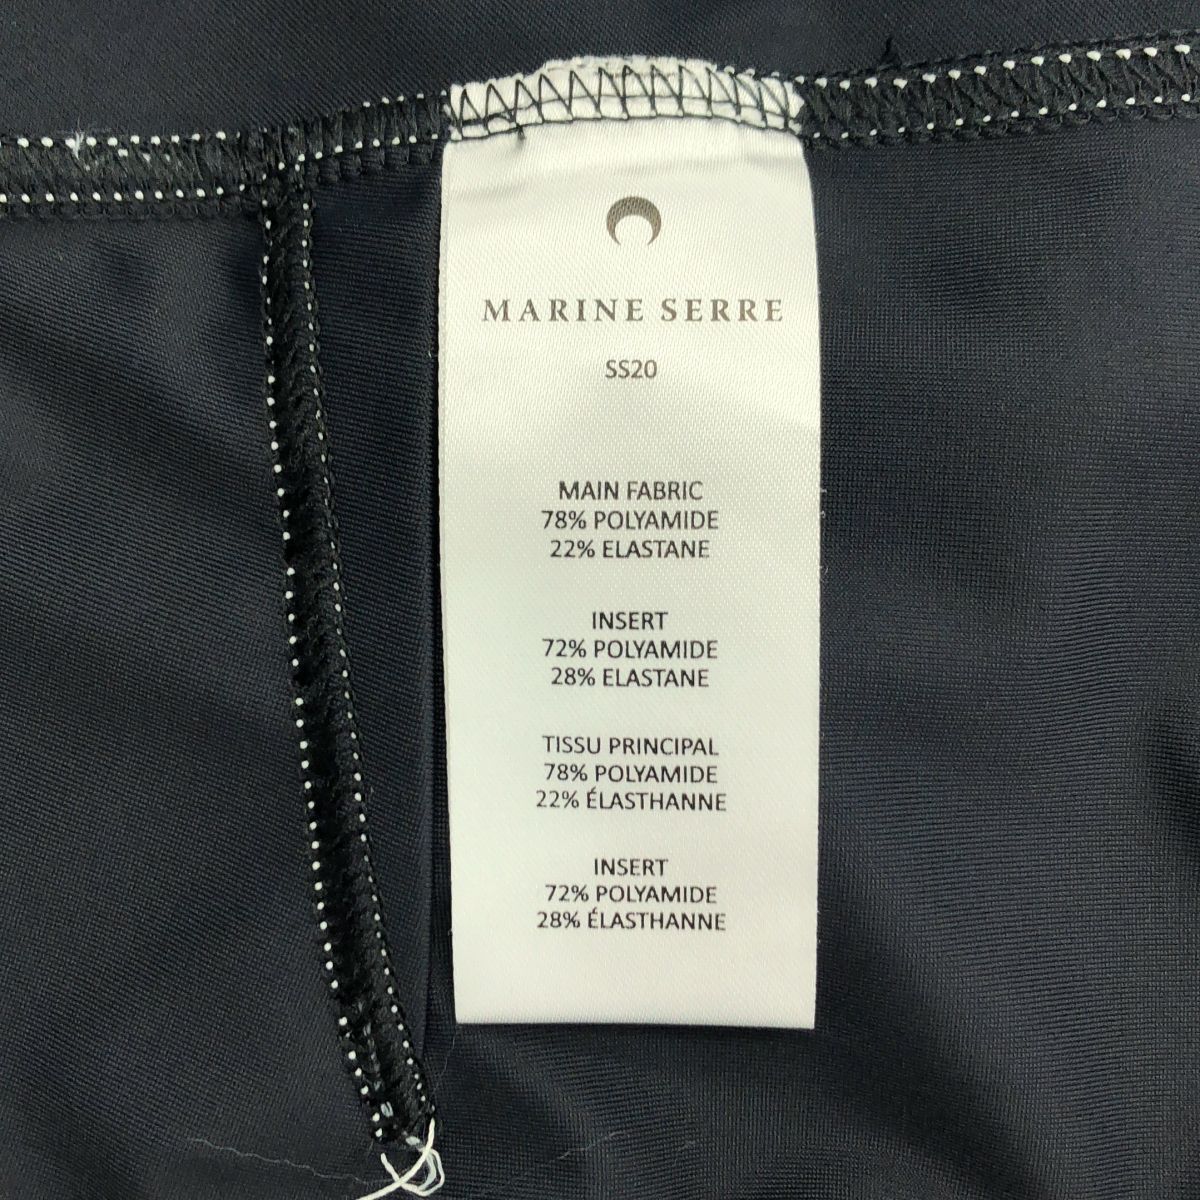 MARINE SERRE
SS20
MAIN FABRIC
78% POLYAMIDE
22% ELASTANE
INSERT
72% POLYAMIDE
28% ELASTANE
TISSU PRINCIPAL
78% POLYAMIDE
22% ÉLASTHANNE
INSERT
72% POLYAMIDE
28% ÉLASTHANNE